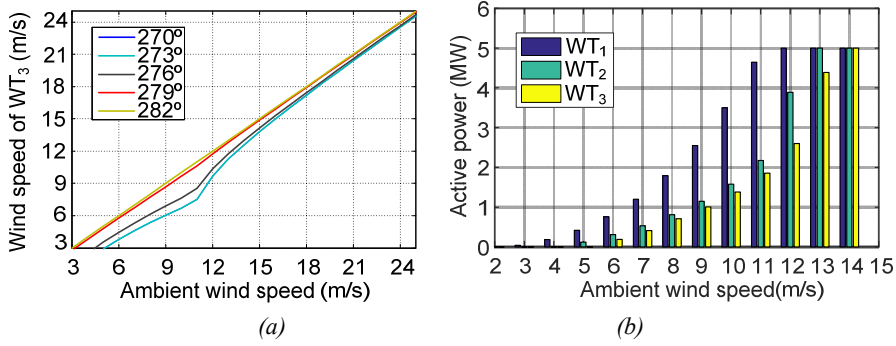 24
21
18
15
12
9
6
3
Wind speed of WT3 (m/s)
270º
273º
276º
279º
282º
3 6 9 12 15 18 21 24
Ambient wind speed (m/s)
(a)
6
5
4
3
2
1
0
Active power (MW)
WT1
WT2
WT3
2 3 4 5 6 7 8 9 10 11 12 13 14 15
Ambient wind speed(m/s)
(b)